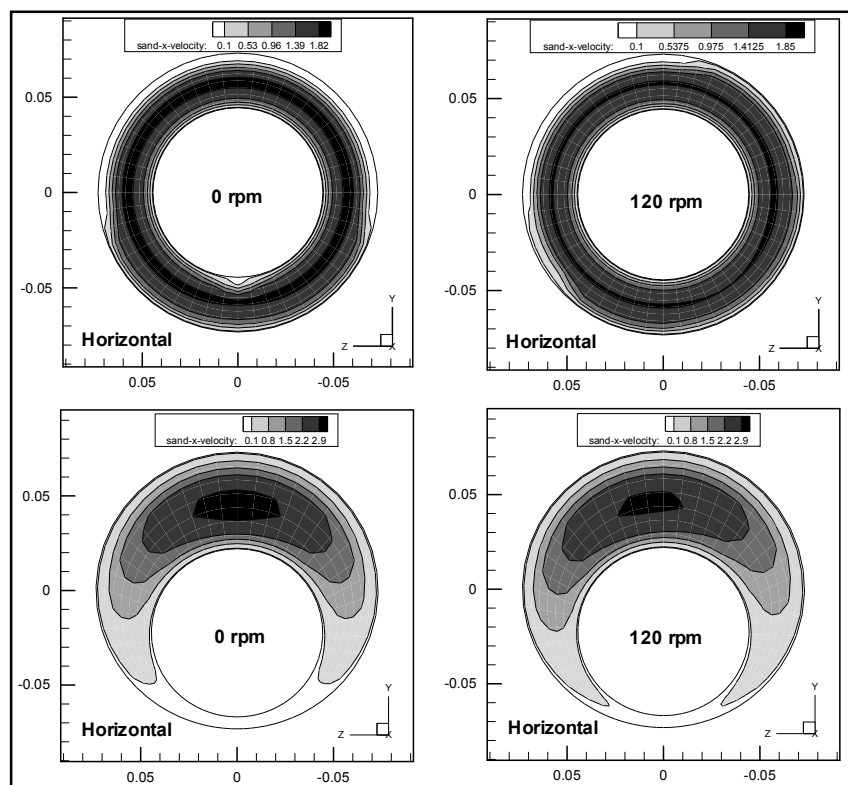 sand-x-velocity: 0.1 0.53 0.96 1.39 1.82
0.05
0
-0.05
0 rpm
Horizontal
Y
Z X
0.05 0 -0.05
sand-x-velocity: 0.1 0.5375 0.975 1.4125 1.85
0.05
0
-0.05
120 rpm
Horizontal
Y
Z X
0.05 0 -0.05
sand-x-velocity: 0.1 0.8 1.5 2.2 2.9
0.05
0
-0.05
0 rpm
Horizontal
Y
Z X
0.05 0 -0.05
sand-x-velocity: 0.1 0.8 1.5 2.2 2.9
0.05
0
-0.05
120 rpm
Horizontal
Y
Z X
0.05 0 -0.05